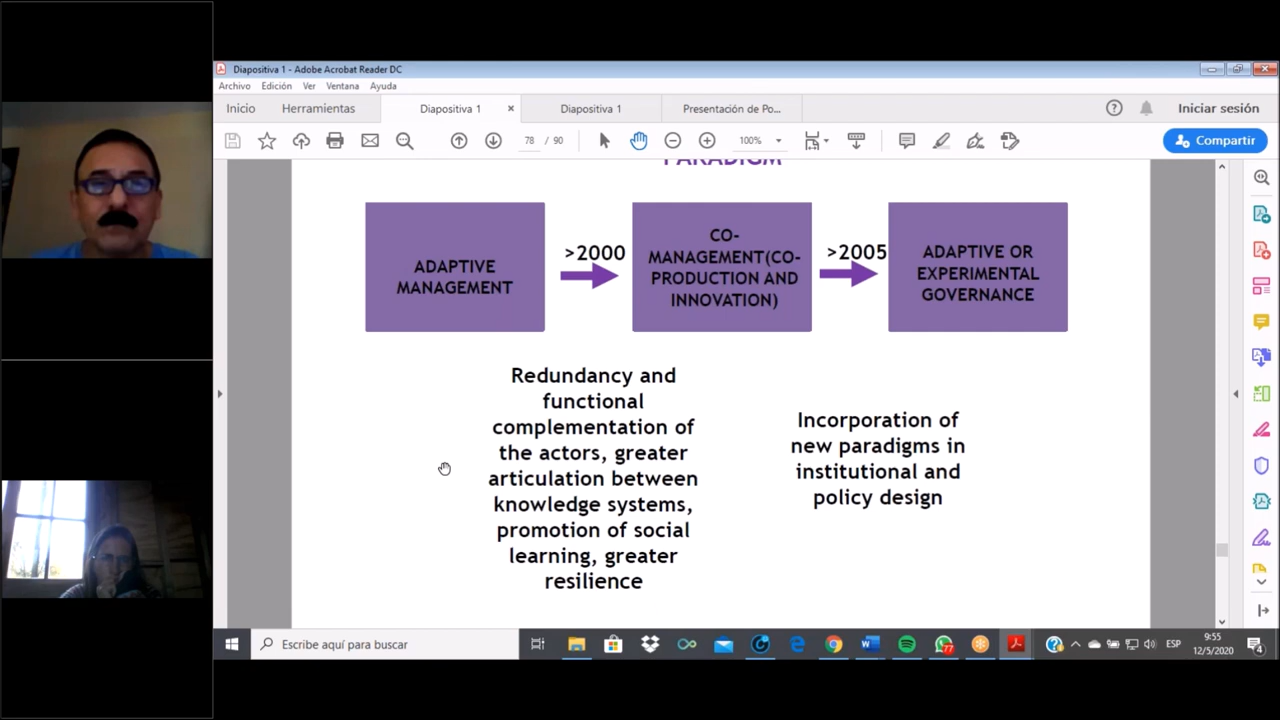 Diapositiva 1 - Adobe Acrobat Reader DC
Archivo Edición Ver Ventana Ayuda
Inicio Herramientas Diapositiva 1 Diapositiva 1 Presentación de Po... Iniciar sesión
78 / 90 100% Compartir
PARADIGM
ADAPTIVE
MANAGEMENT
>2000
CO-
MANAGEMENT(CO-
PRODUCTION AND
INNOVATION)
>2005
ADAPTIVE OR
EXPERIMENTAL
GOVERNANCE
Redundancy and
functional
complementation of
the actors, greater
articulation between
knowledge systems,
promotion of social
learning, greater
resilience
Incorporation of
new paradigms in
institutional and
policy design
Escribe aquí para buscar
77
ESP
9:55
12/5/2020
4